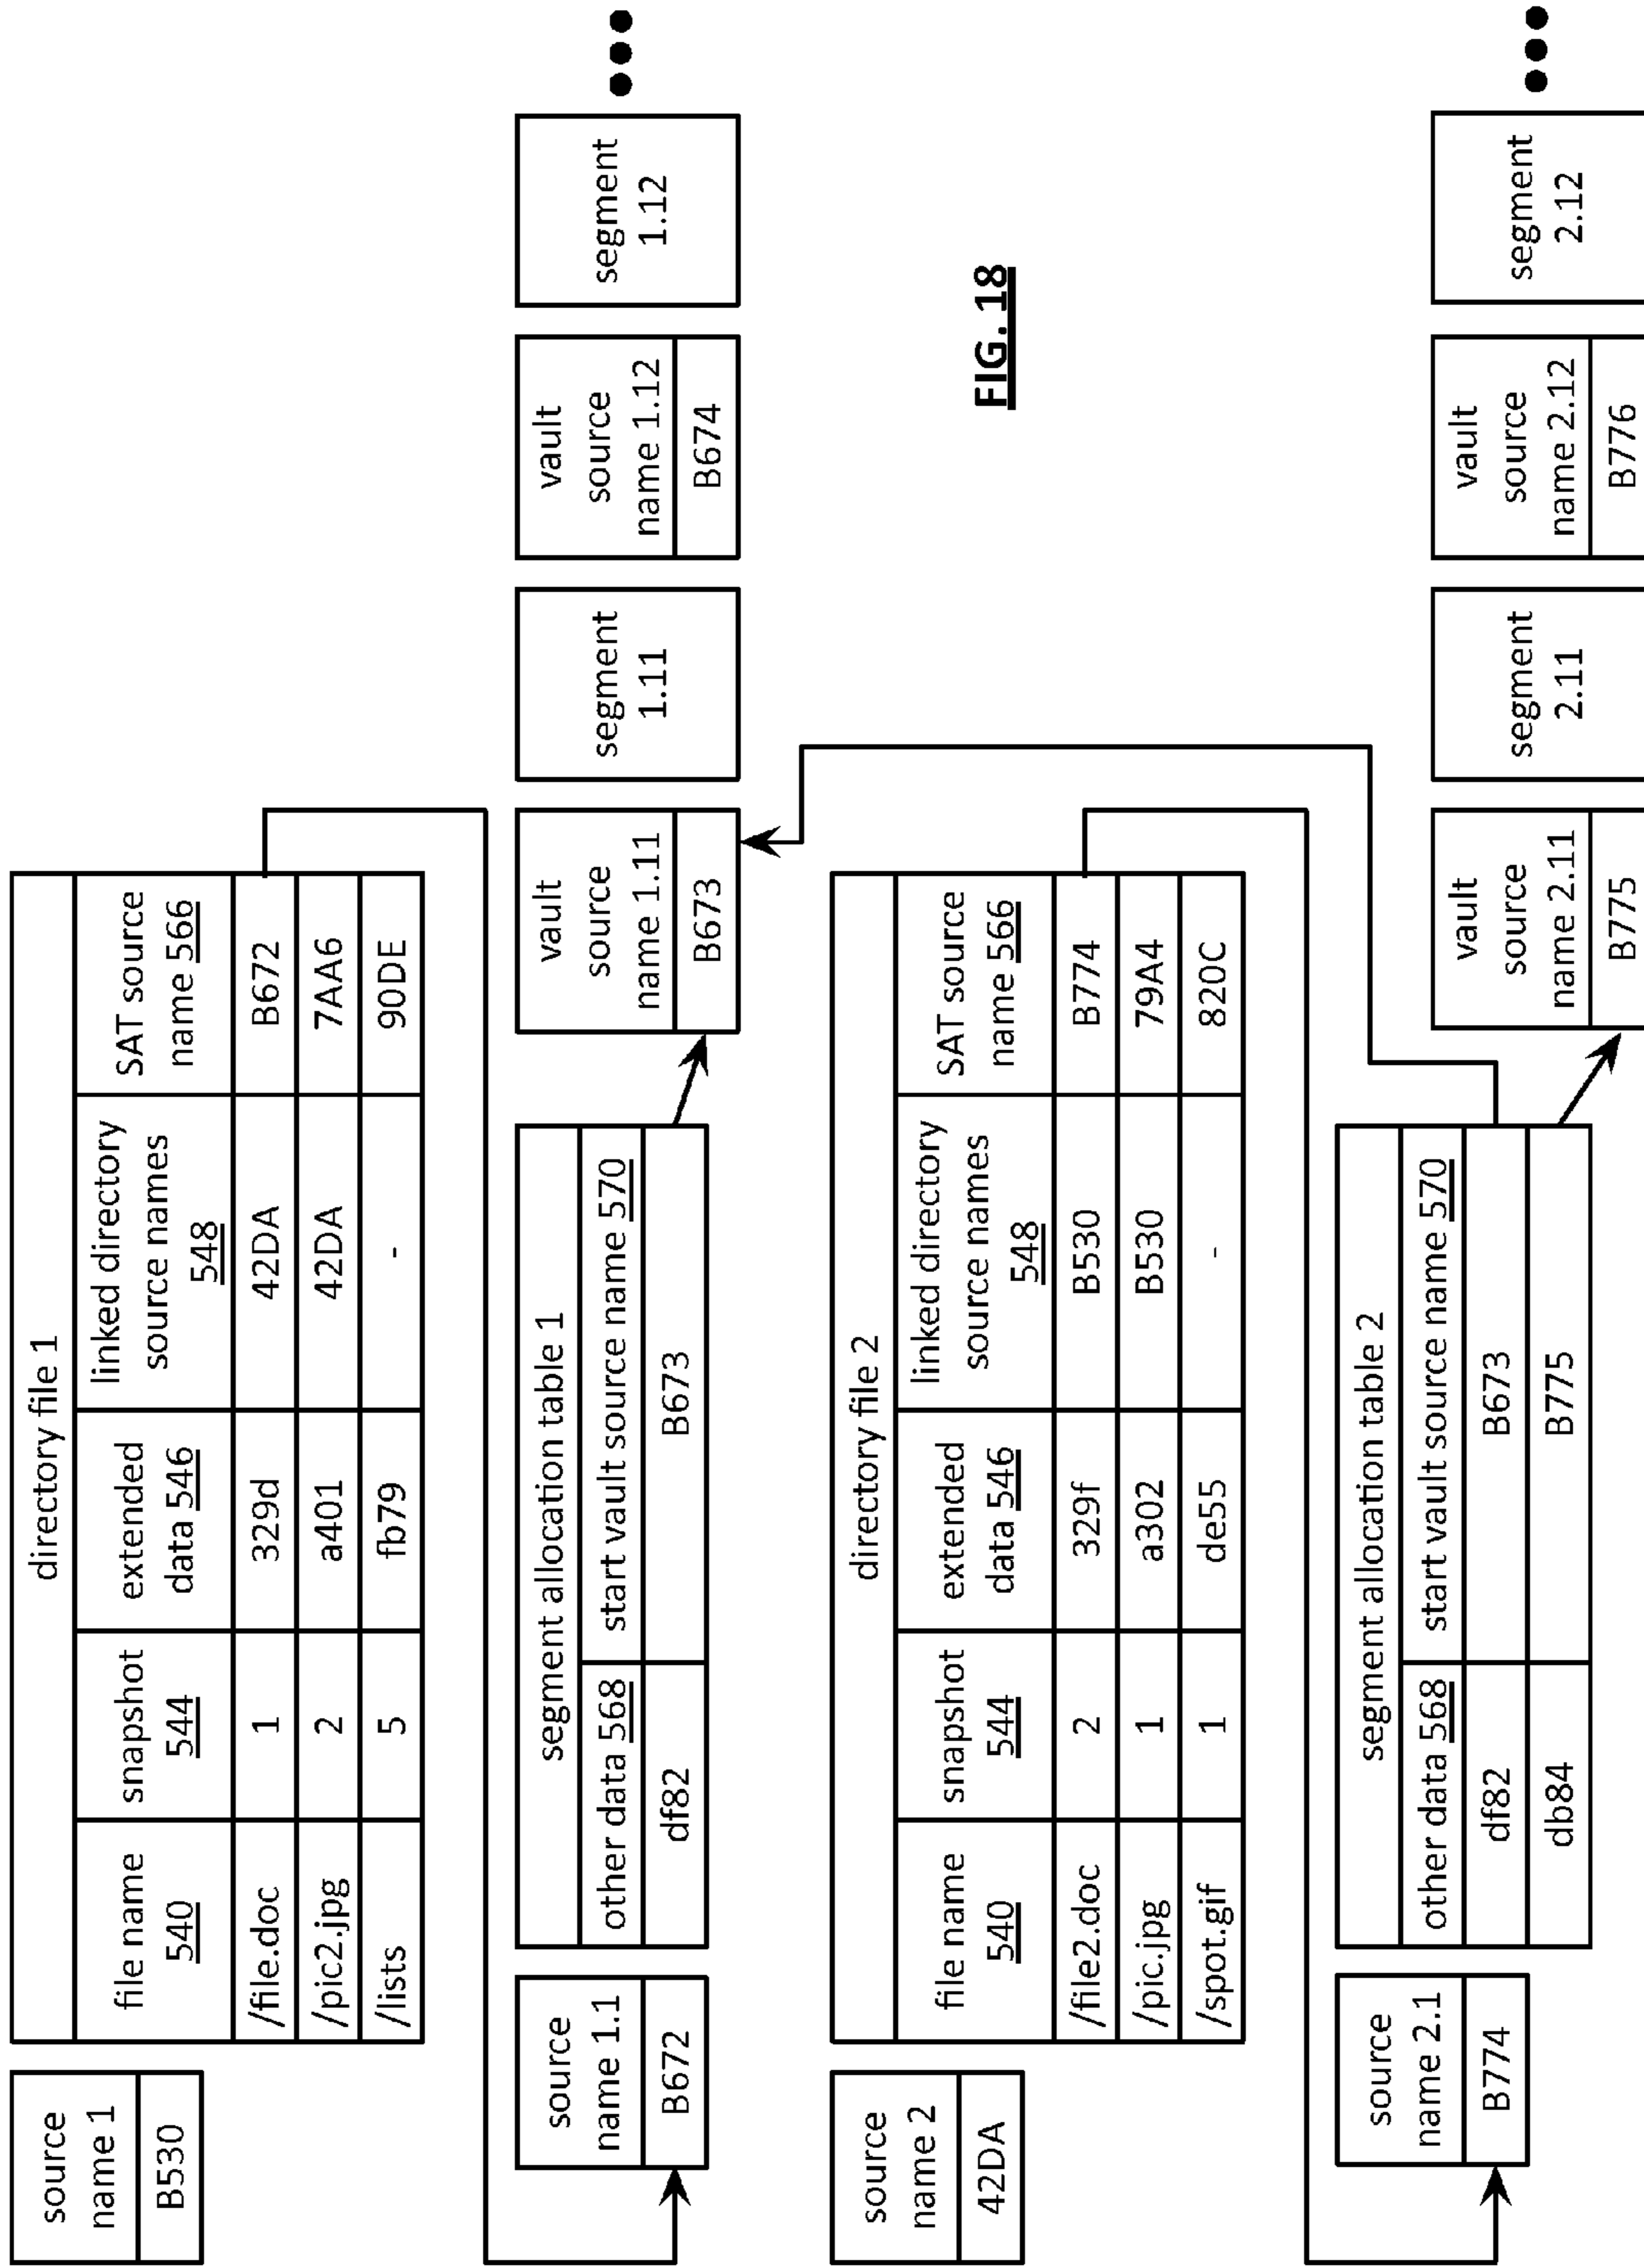 source
name 1
B530
directory file 1
file name
540
snapshot
544
extended
data 546
linked directory
source names
548
SAT source
name 566
/file.doc
1
329d
42DA
B672
/pic2.jpg
2
a401
42DA
7AA6
/lists
5
fb79
-
90DE
source
name 1.1
B672
segment allocation table 1
other data 568
start vault source name 570
df82
B673
vault
source
name 1.11
B673
segment
1.11
vault
source
name 1.12
B674
segment
1.12
source
name 2
42DA
directory file 2
file name
540
snapshot
544
extended
data 546
linked directory
source names
548
SAT source
name 566
/file2.doc
2
329f
B530
B774
/pic.jpg
1
a302
B530
79A4
/spot.gif
1
de55
-
820C
FIG. 18
source
name 2.1
B774
segment allocation table 2
other data 568
start vault source name 570
df82
B673
db84
B775
vault
source
name 2.11
B775
segment
2.11
vault
source
name 2.12
B776
segment
2.12